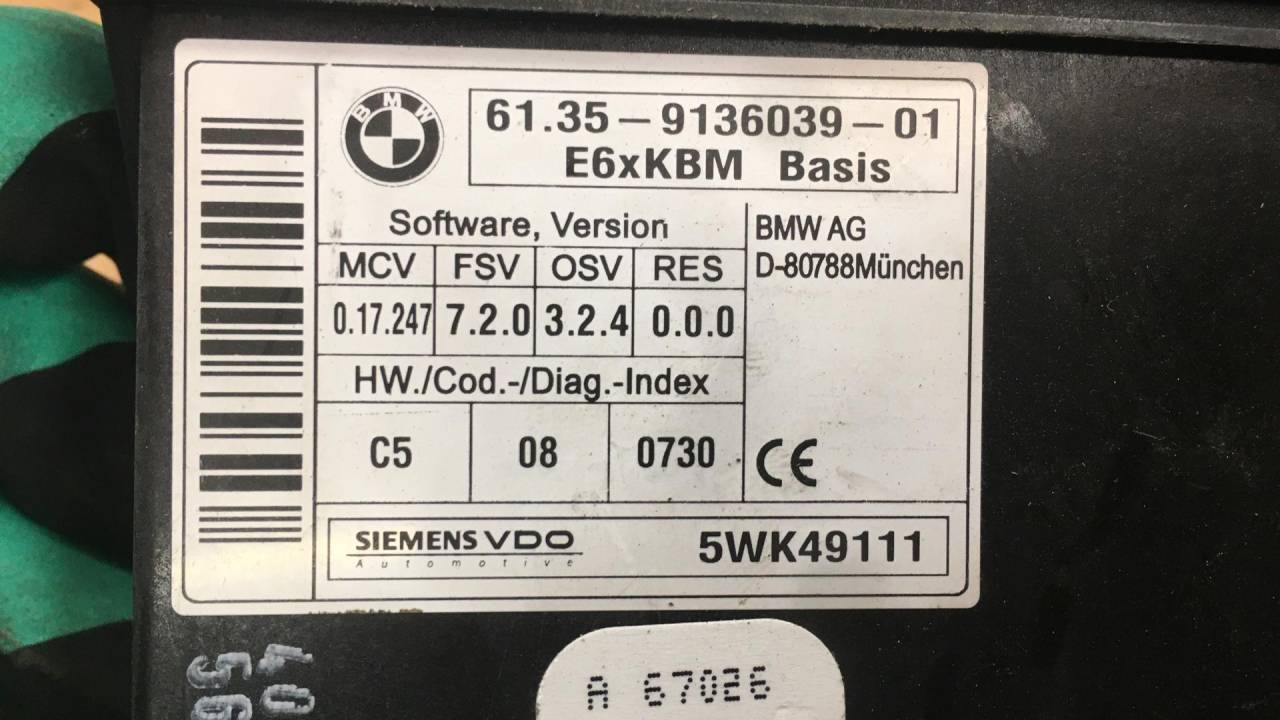 BMW
61.35-9136039-01
E6xKBM Basis
Software, Version
MCV FSV OSV RES
0.17.247 7.2.0 3.2.4 0.0.0
BMW AG
D-80788München
HW./Cod.-/Diag.-Index
C5 08 0730
CE
SIEMENS VDO
Automotive
5WK49111
A 67026